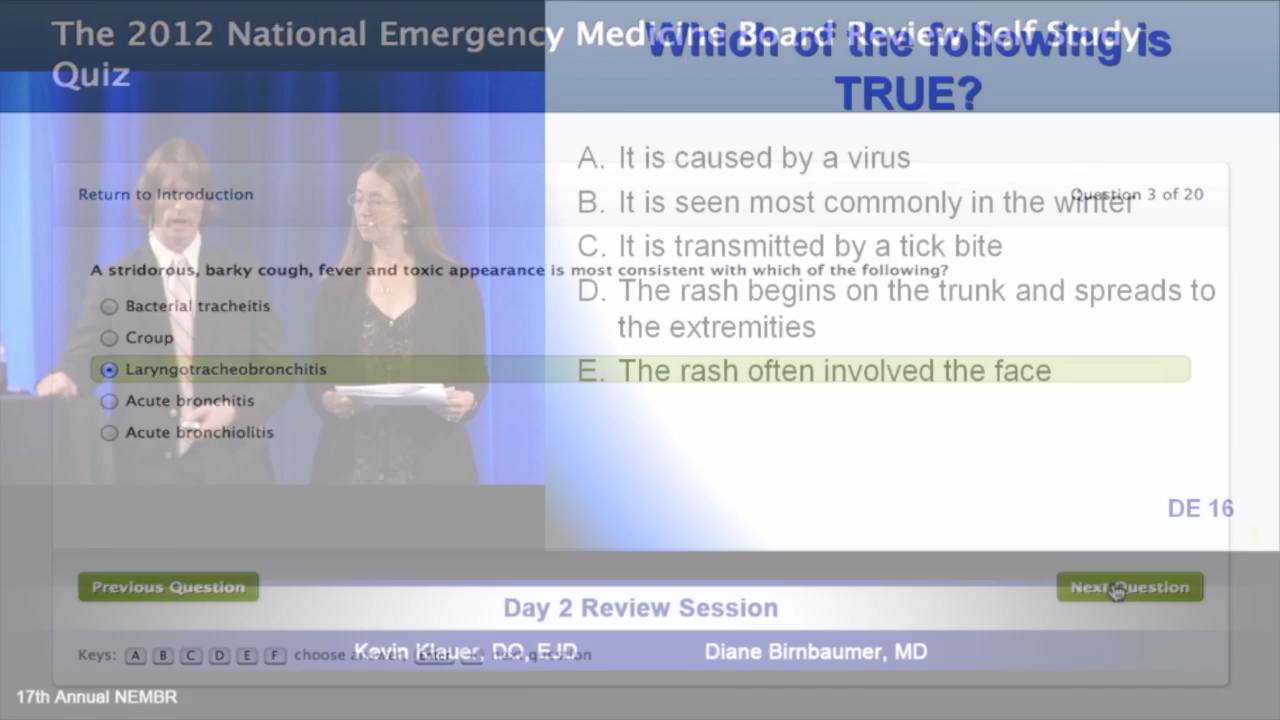 The 2012 National Emergency Medicine Board Review Self Study
Quiz
Which of the following is
TRUE?
Return to Introduction
Question 3 of 20
A stridorous, barky cough, fever and toxic appearance is most consistent with which of the following?
Bacterial tracheitis
Croup
Laryngotracheobronchitis
Acute bronchitis
Acute bronchiolitis
A. It is caused by a virus
B. It is seen most commonly in the winter
C. It is transmitted by a tick bite
D. The rash begins on the trunk and spreads to
the extremities
E. The rash often involved the face
DE 16
Previous Question
Next Question
Day 2 Review Session
Keys: A B C D E F choose next question
Kevin Klauer, DO, EJD
Diane Birnbaumer, MD
17th Annual NEMBR